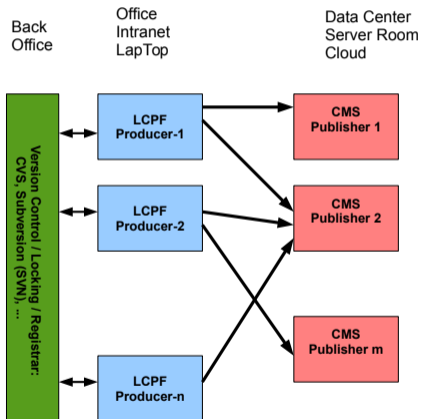 Back
Office
Office
Intranet
LapTop
Data Center
Server Room
Cloud
Version Control / Locking / Registrar:
CVS, Subversion (SVN), ...
LCPF
Producer-1
CMS
Publisher 1
LCPF
Producer-2
CMS
Publisher 2
CMS
Publisher m
LCPF
Producer-n